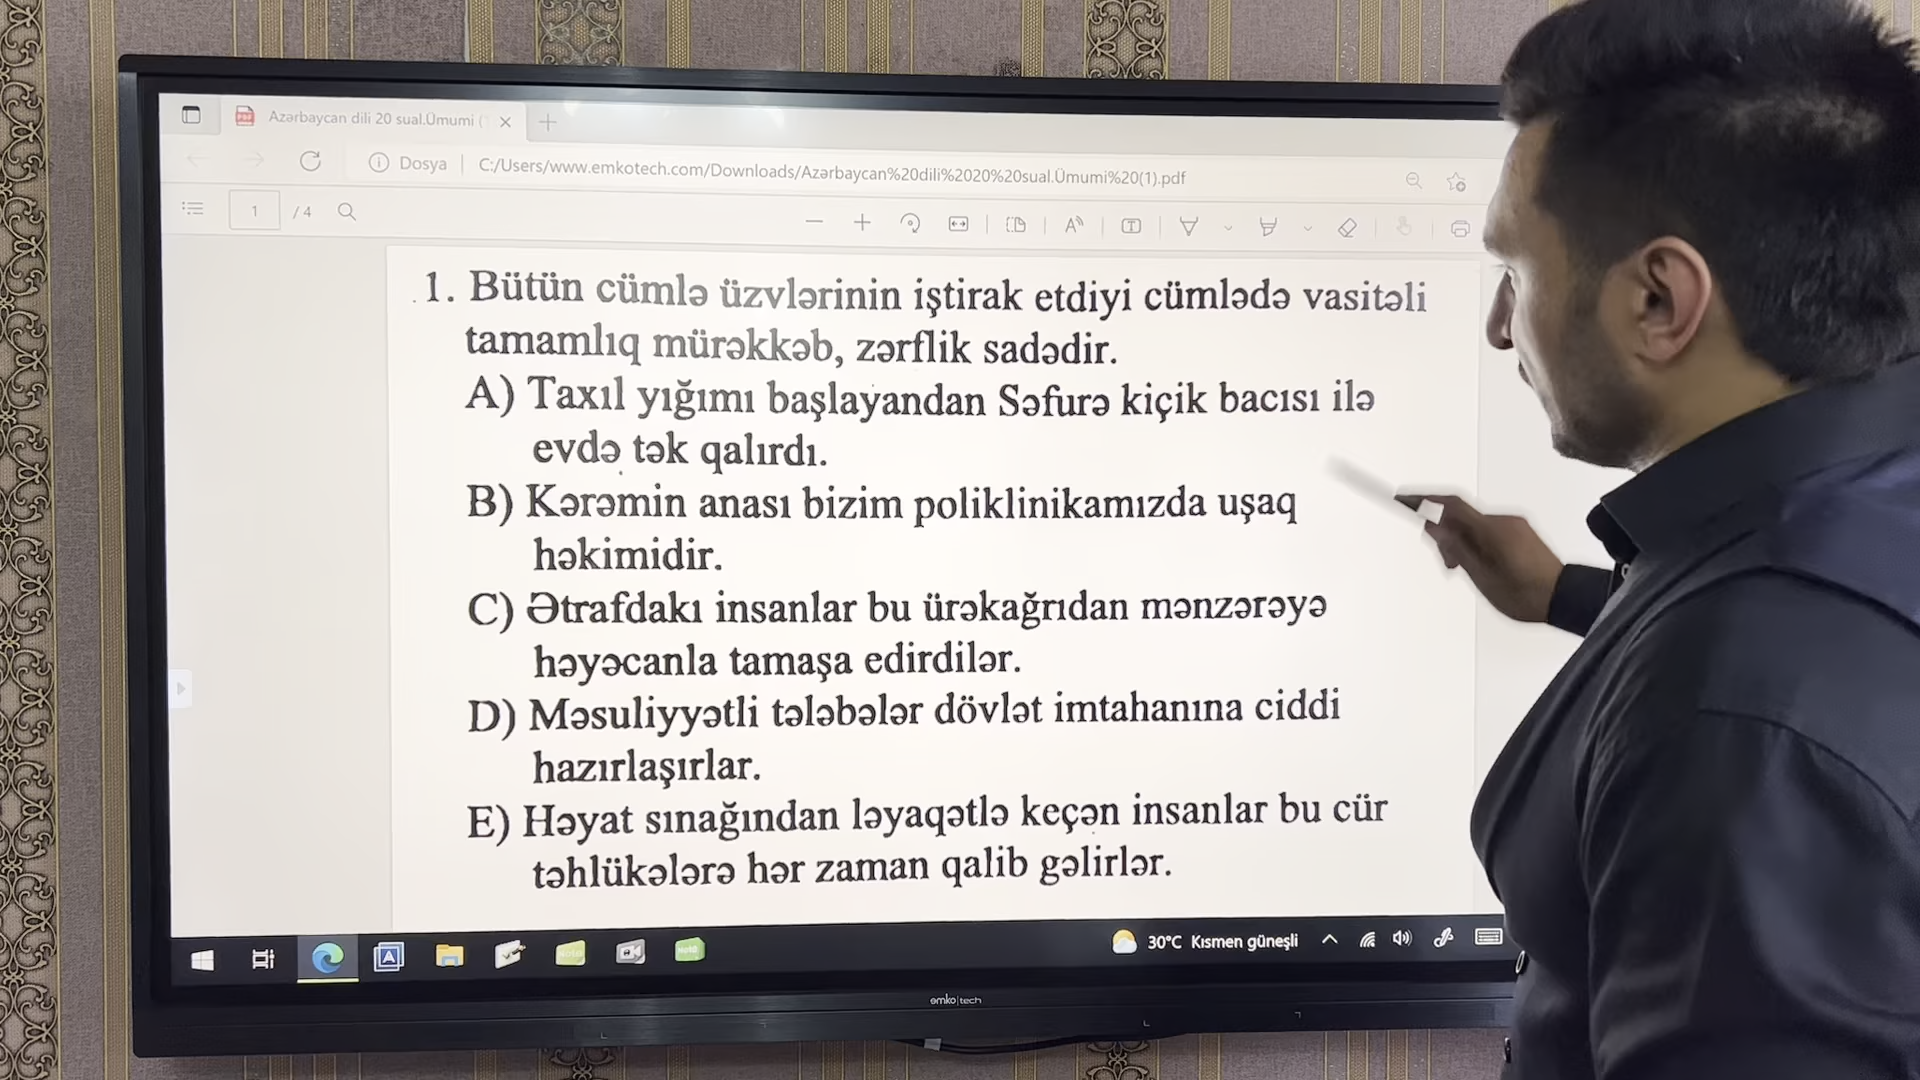 Azərbaycan dili 20 sual.Ümumi (
Dosya
C:/Users/www.emkotech.com/Downloads/Azərbaycan%20dili%2020%20sual.Ümumi%20(1).pdf
1 / 4
1. Bütün cümlə üzvlərinin iştirak etdiyi cümlədə vasitəli
tamamlıq mürəkkəb, zərflik sadədir.
A) Taxıl yığımı başlayandan Səfurə kiçik bacısı ilə
evdə tək qalırdı.
B) Kərəmin anası bizim poliklinikamızda uşaq
həkimidir.
C) Ətrafdakı insanlar bu ürəkağrıdan mənzərəyə
həyəcanla tamaşa edirdilər.
D) Məsuliyyətli tələbələr dövlət imtahanına ciddi
hazırlaşırlar.
E) Həyat sınağından ləyaqətlə keçən insanlar bu cür
təhlükələrə hər zaman qalib gəlirlər.
30°C Kısmen güneşli
emko|tech